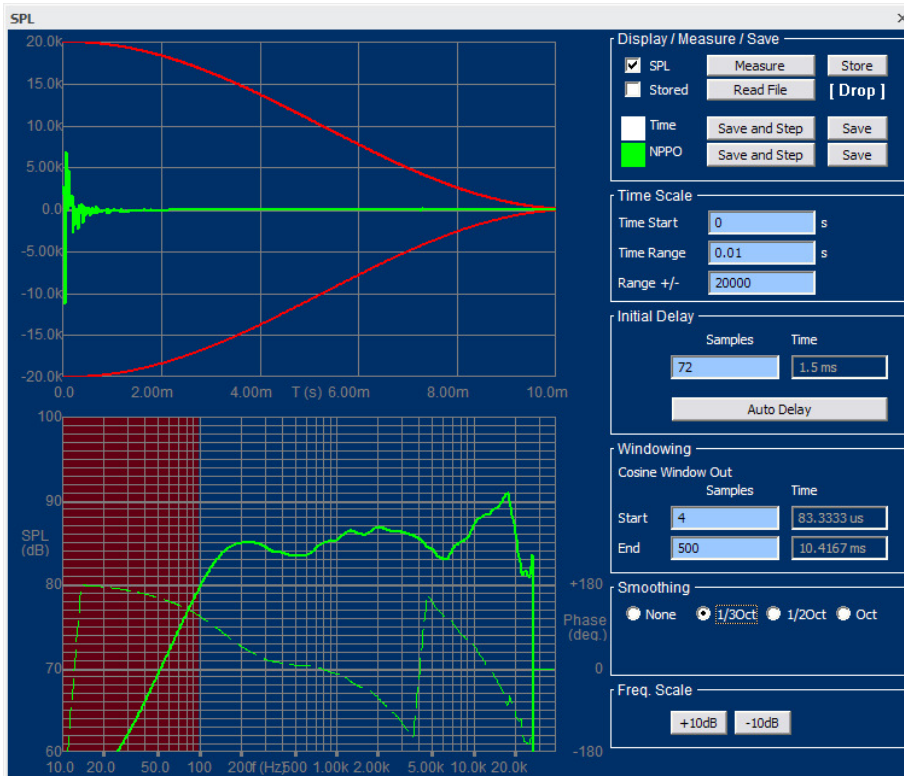 SPL
20.0k
15.0k
10.0k
5.00k
0.0
-5.00k
-10.0k
-15.0k
-20.0k
0.0 2.00m 4.00m T (s) 6.00m 8.00m 10.0m
100
90
SPL
(dB)
80
70
60
+180
Phase
(deg.)
0
-180
10.0 20.0 50.0 100 200 f (Hz) 500 1.00k 2.00k 5.00k 10.0k 20.0k
Display / Measure / Save
SPL Measure Store
Stored Read File [ Drop ]
Time Save and Step Save
NPPO Save and Step Save
Time Scale
Time Start 0 s
Time Range 0.01 s
Range +/- 20000
Initial Delay
Samples Time
72 1.5 ms
Auto Delay
Windowing
Cosine Window Out
Samples Time
Start 4 83.3333 us
End 500 10.4167 ms
Smoothing
None 1/3Oct 1/2Oct Oct
Freq. Scale
+10dB -10dB